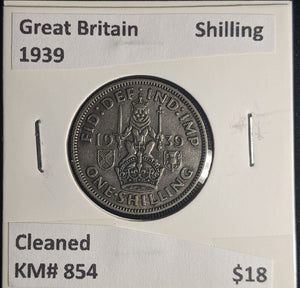 Great Britain Shilling
1939
FID: DEF IND: IMP
19 39
ONE · SHILLING
Cleaned
KM# 854 $18